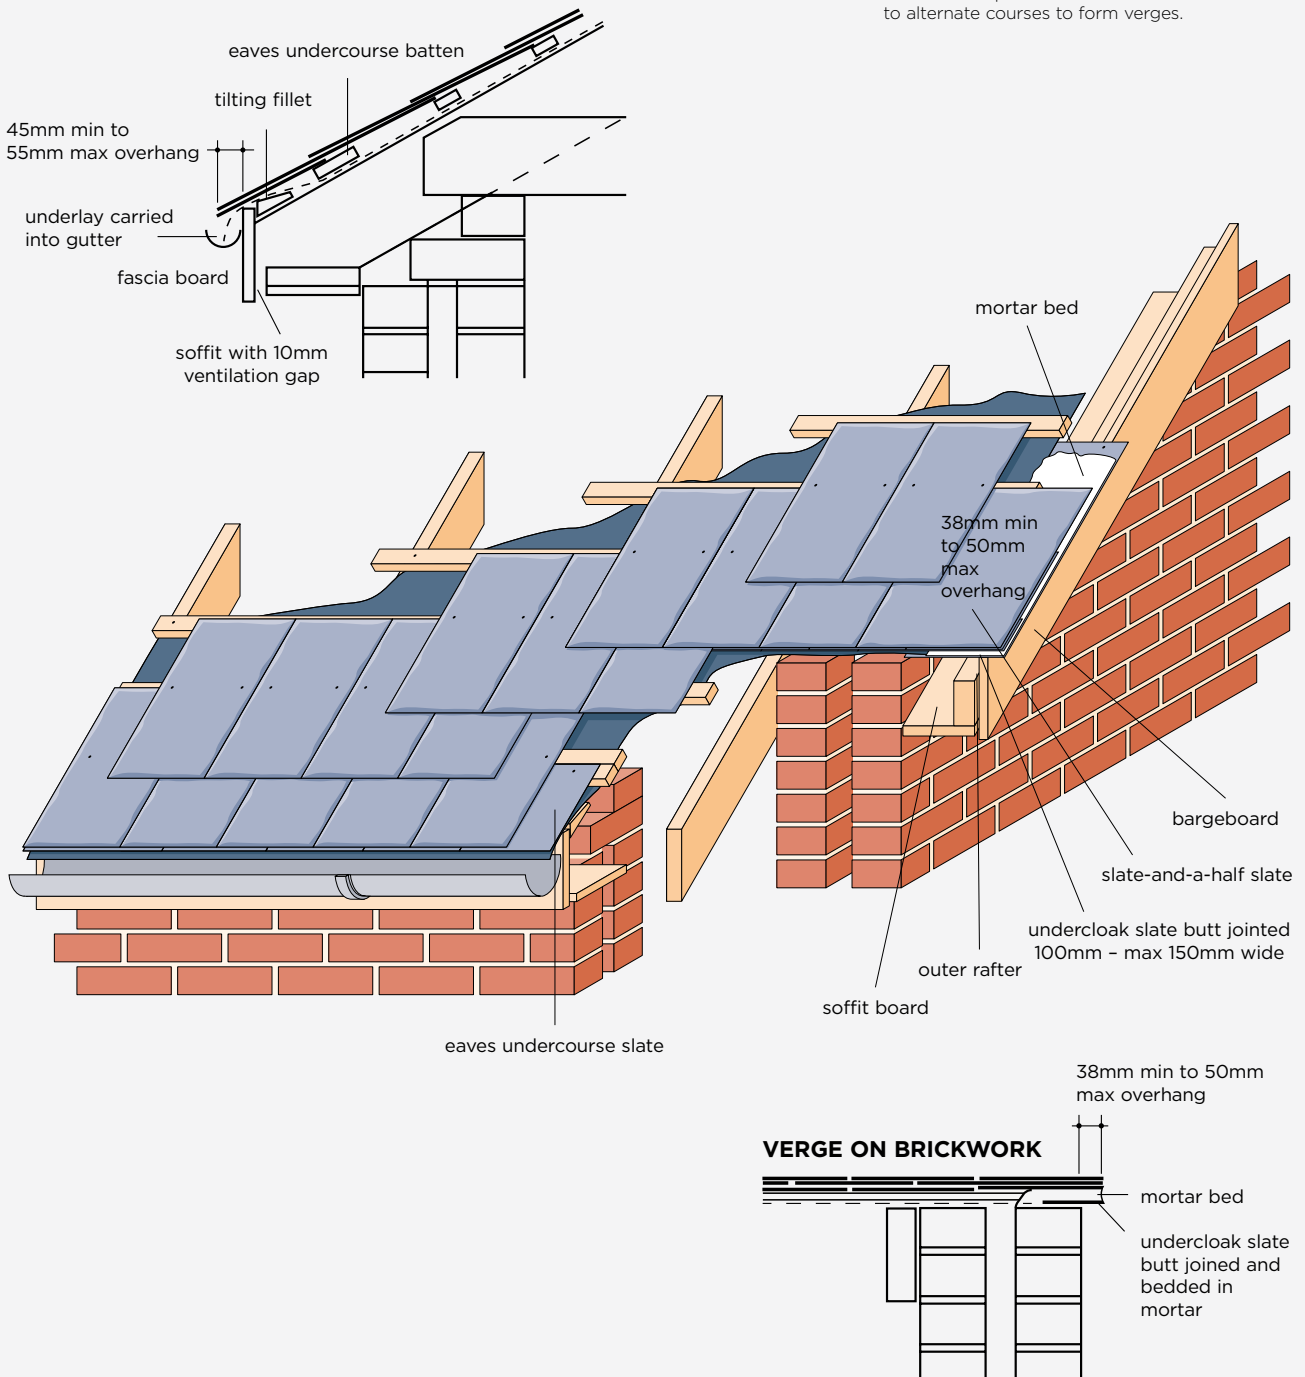 to alternate courses to form verges.
eaves undercourse batten
tilting fillet
45mm min to
55mm max overhang
underlay carried
into gutter
fascia board
soffit with 10mm
ventilation gap
mortar bed
38mm min
to 50mm
max
overhang
bargeboard
slate-and-a-half slate
undercloak slate butt jointed
100mm – max 150mm wide
outer rafter
soffit board
eaves undercourse slate
38mm min to 50mm
max overhang
VERGE ON BRICKWORK
mortar bed
undercloak slate
butt joined and
bedded in
mortar